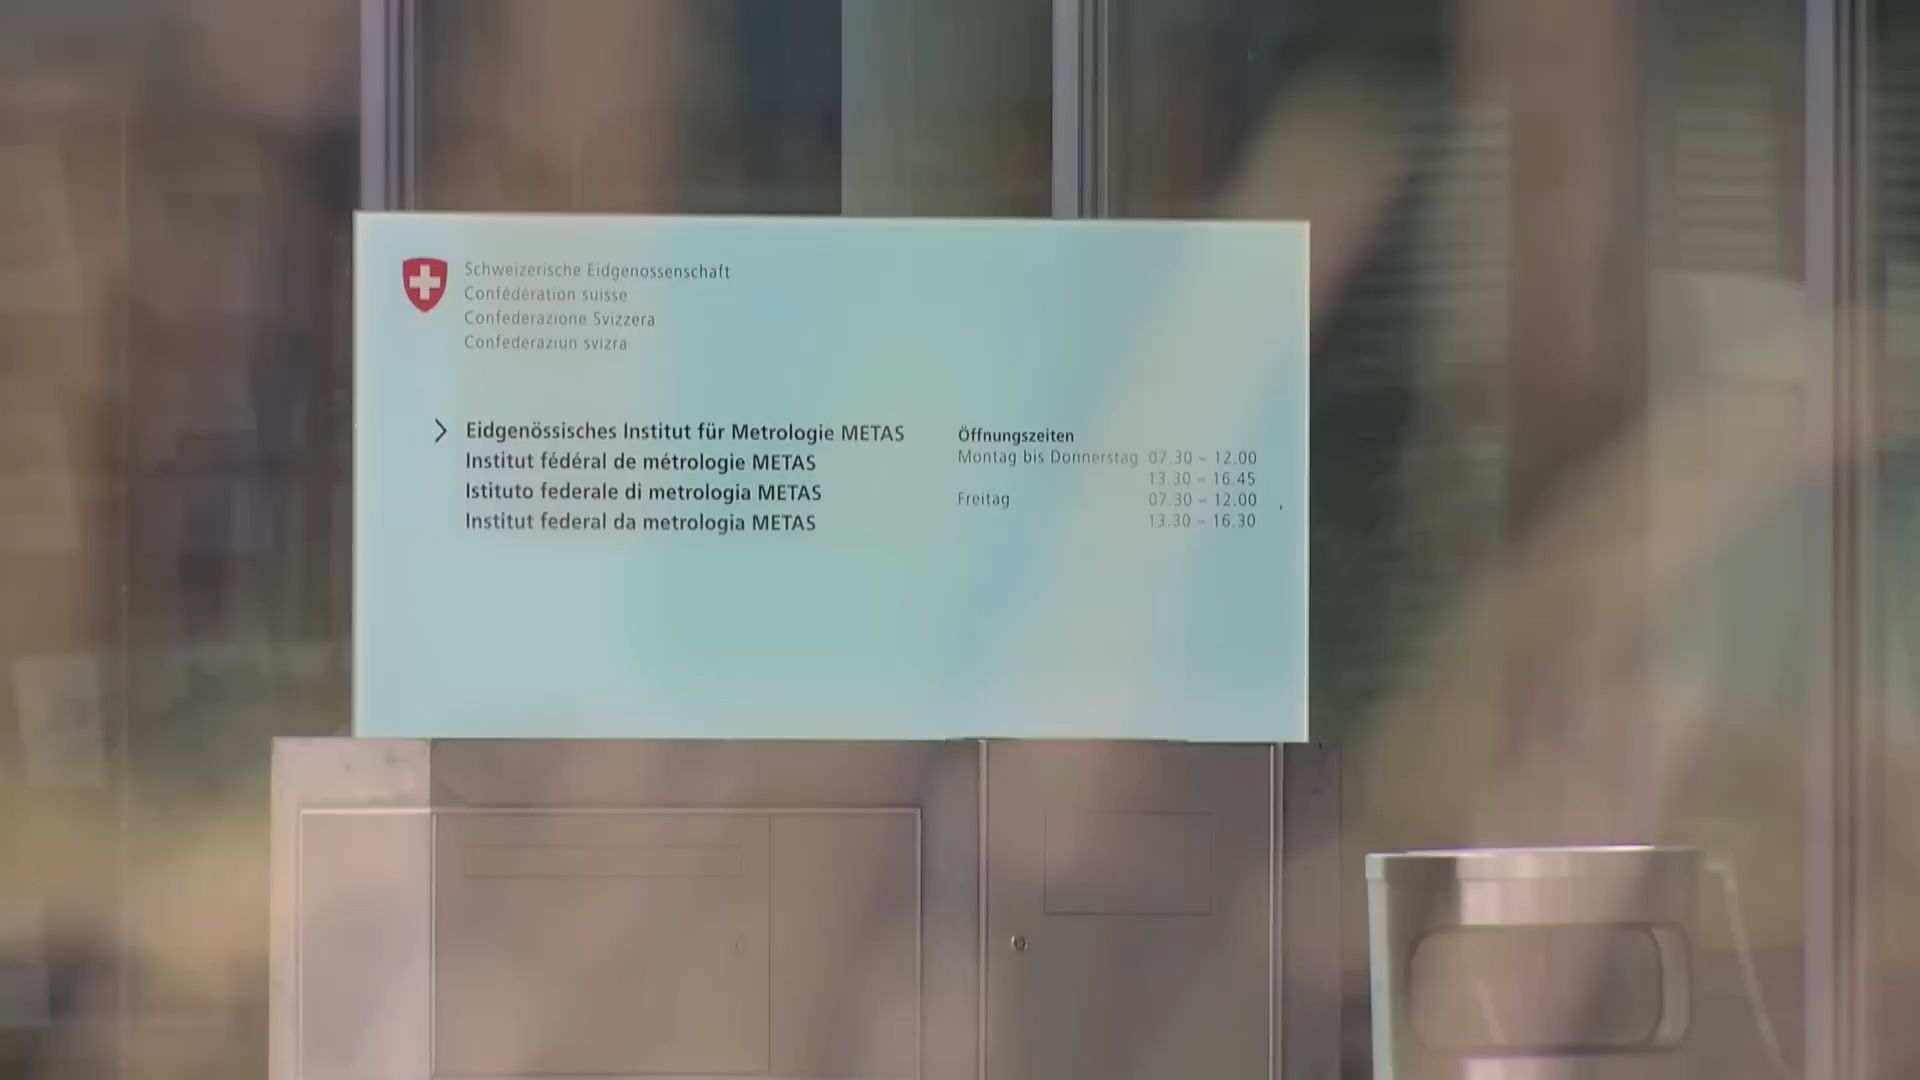 Schweizerische Eidgenossenschaft
Confédération suisse
Confederazione Svizzera
Confederaziun svizra
Eidgenössisches Institut für Metrologie METAS
Institut fédéral de métrologie METAS
Istituto federale di metrologia METAS
Institut federal da metrologia METAS
Öffnungszeiten
Montag bis Donnerstag 07.30 – 12.00
13.30 – 16.45
Freitag 07.30 – 12.00
13.30 – 16.30